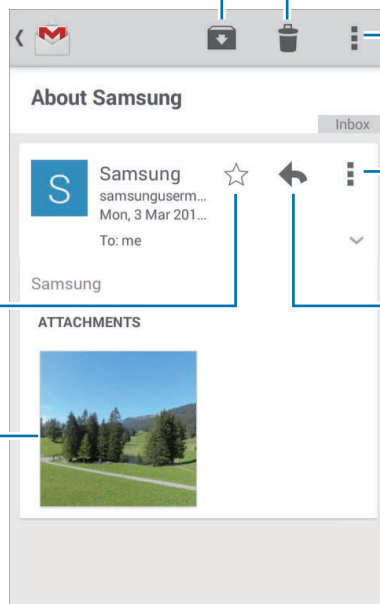 About Samsung
Inbox
S
Samsung
samsunguserm...
Mon, 3 Mar 201...
To: me
Samsung
ATTACHMENTS